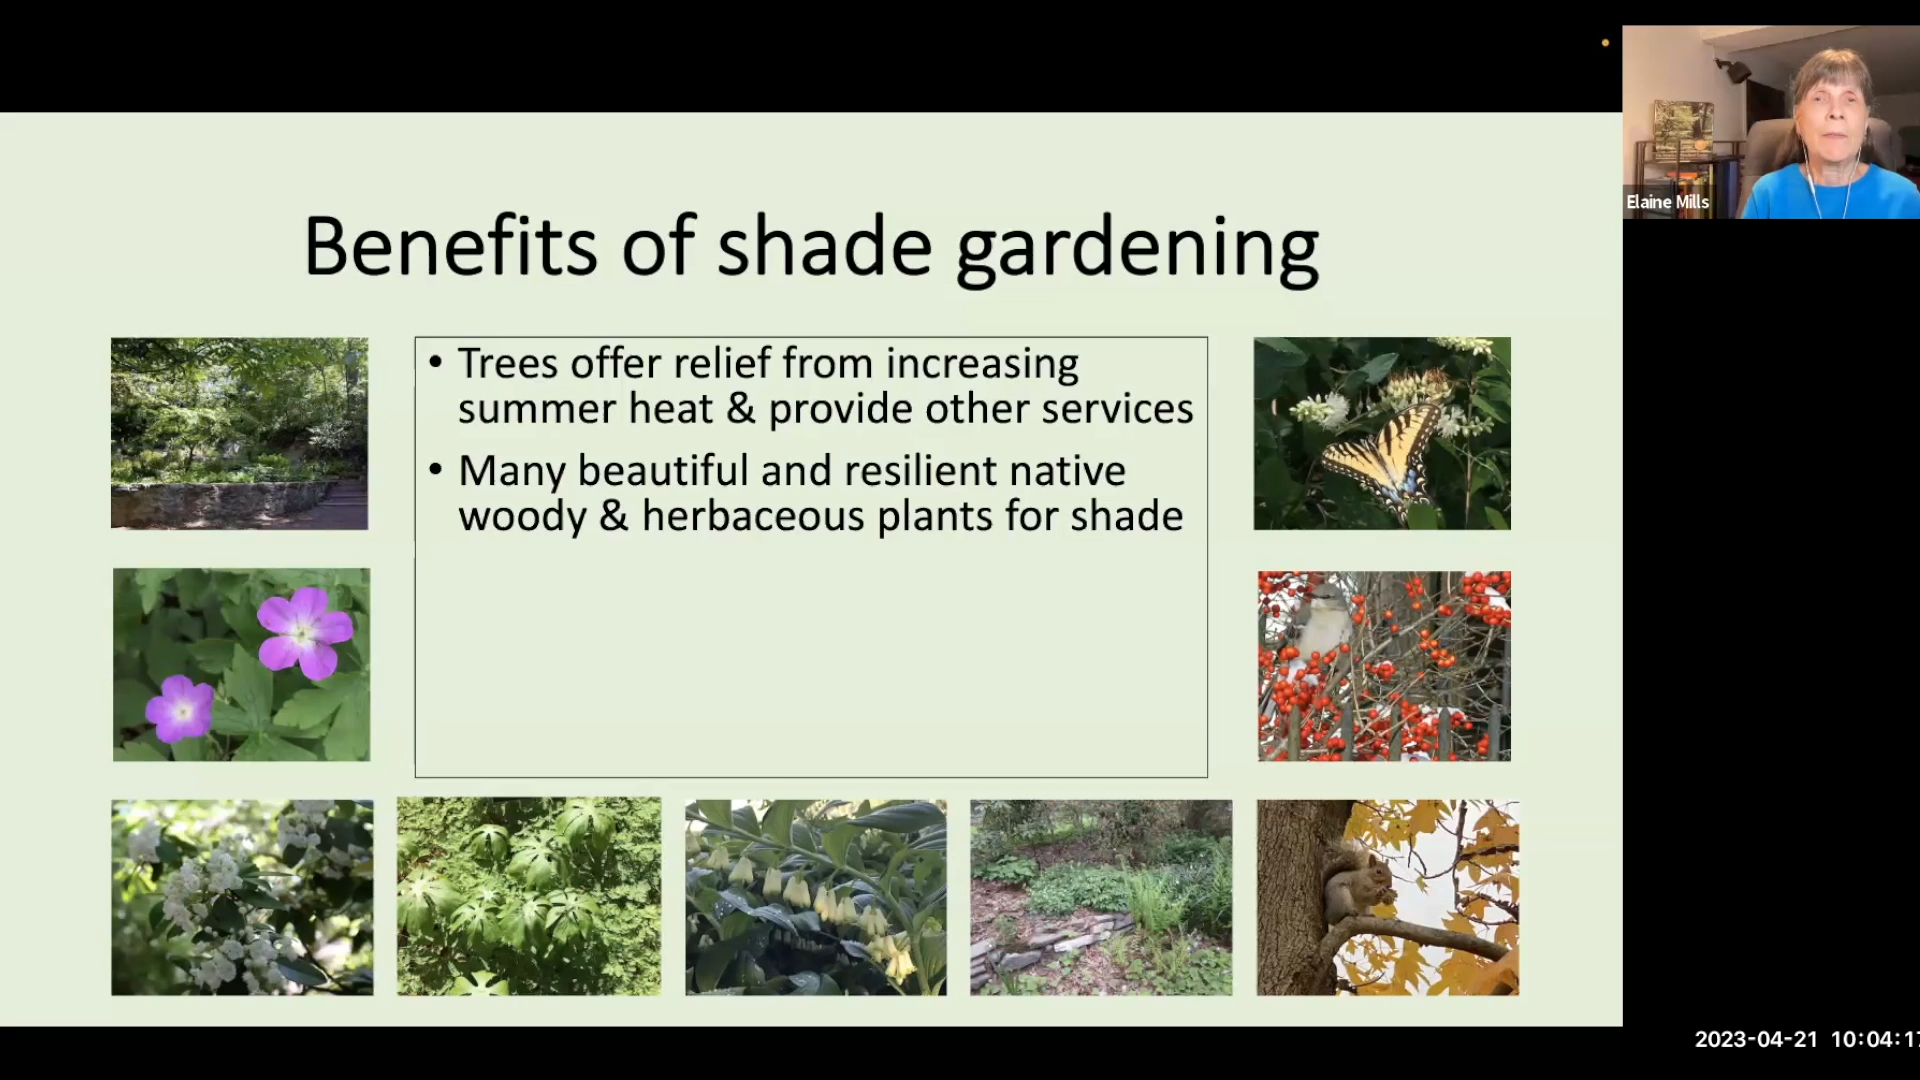 Elaine Mills
Benefits of shade gardening
• Trees offer relief from increasing
summer heat & provide other services
• Many beautiful and resilient native
woody & herbaceous plants for shade
2023-04-21 10:04:17